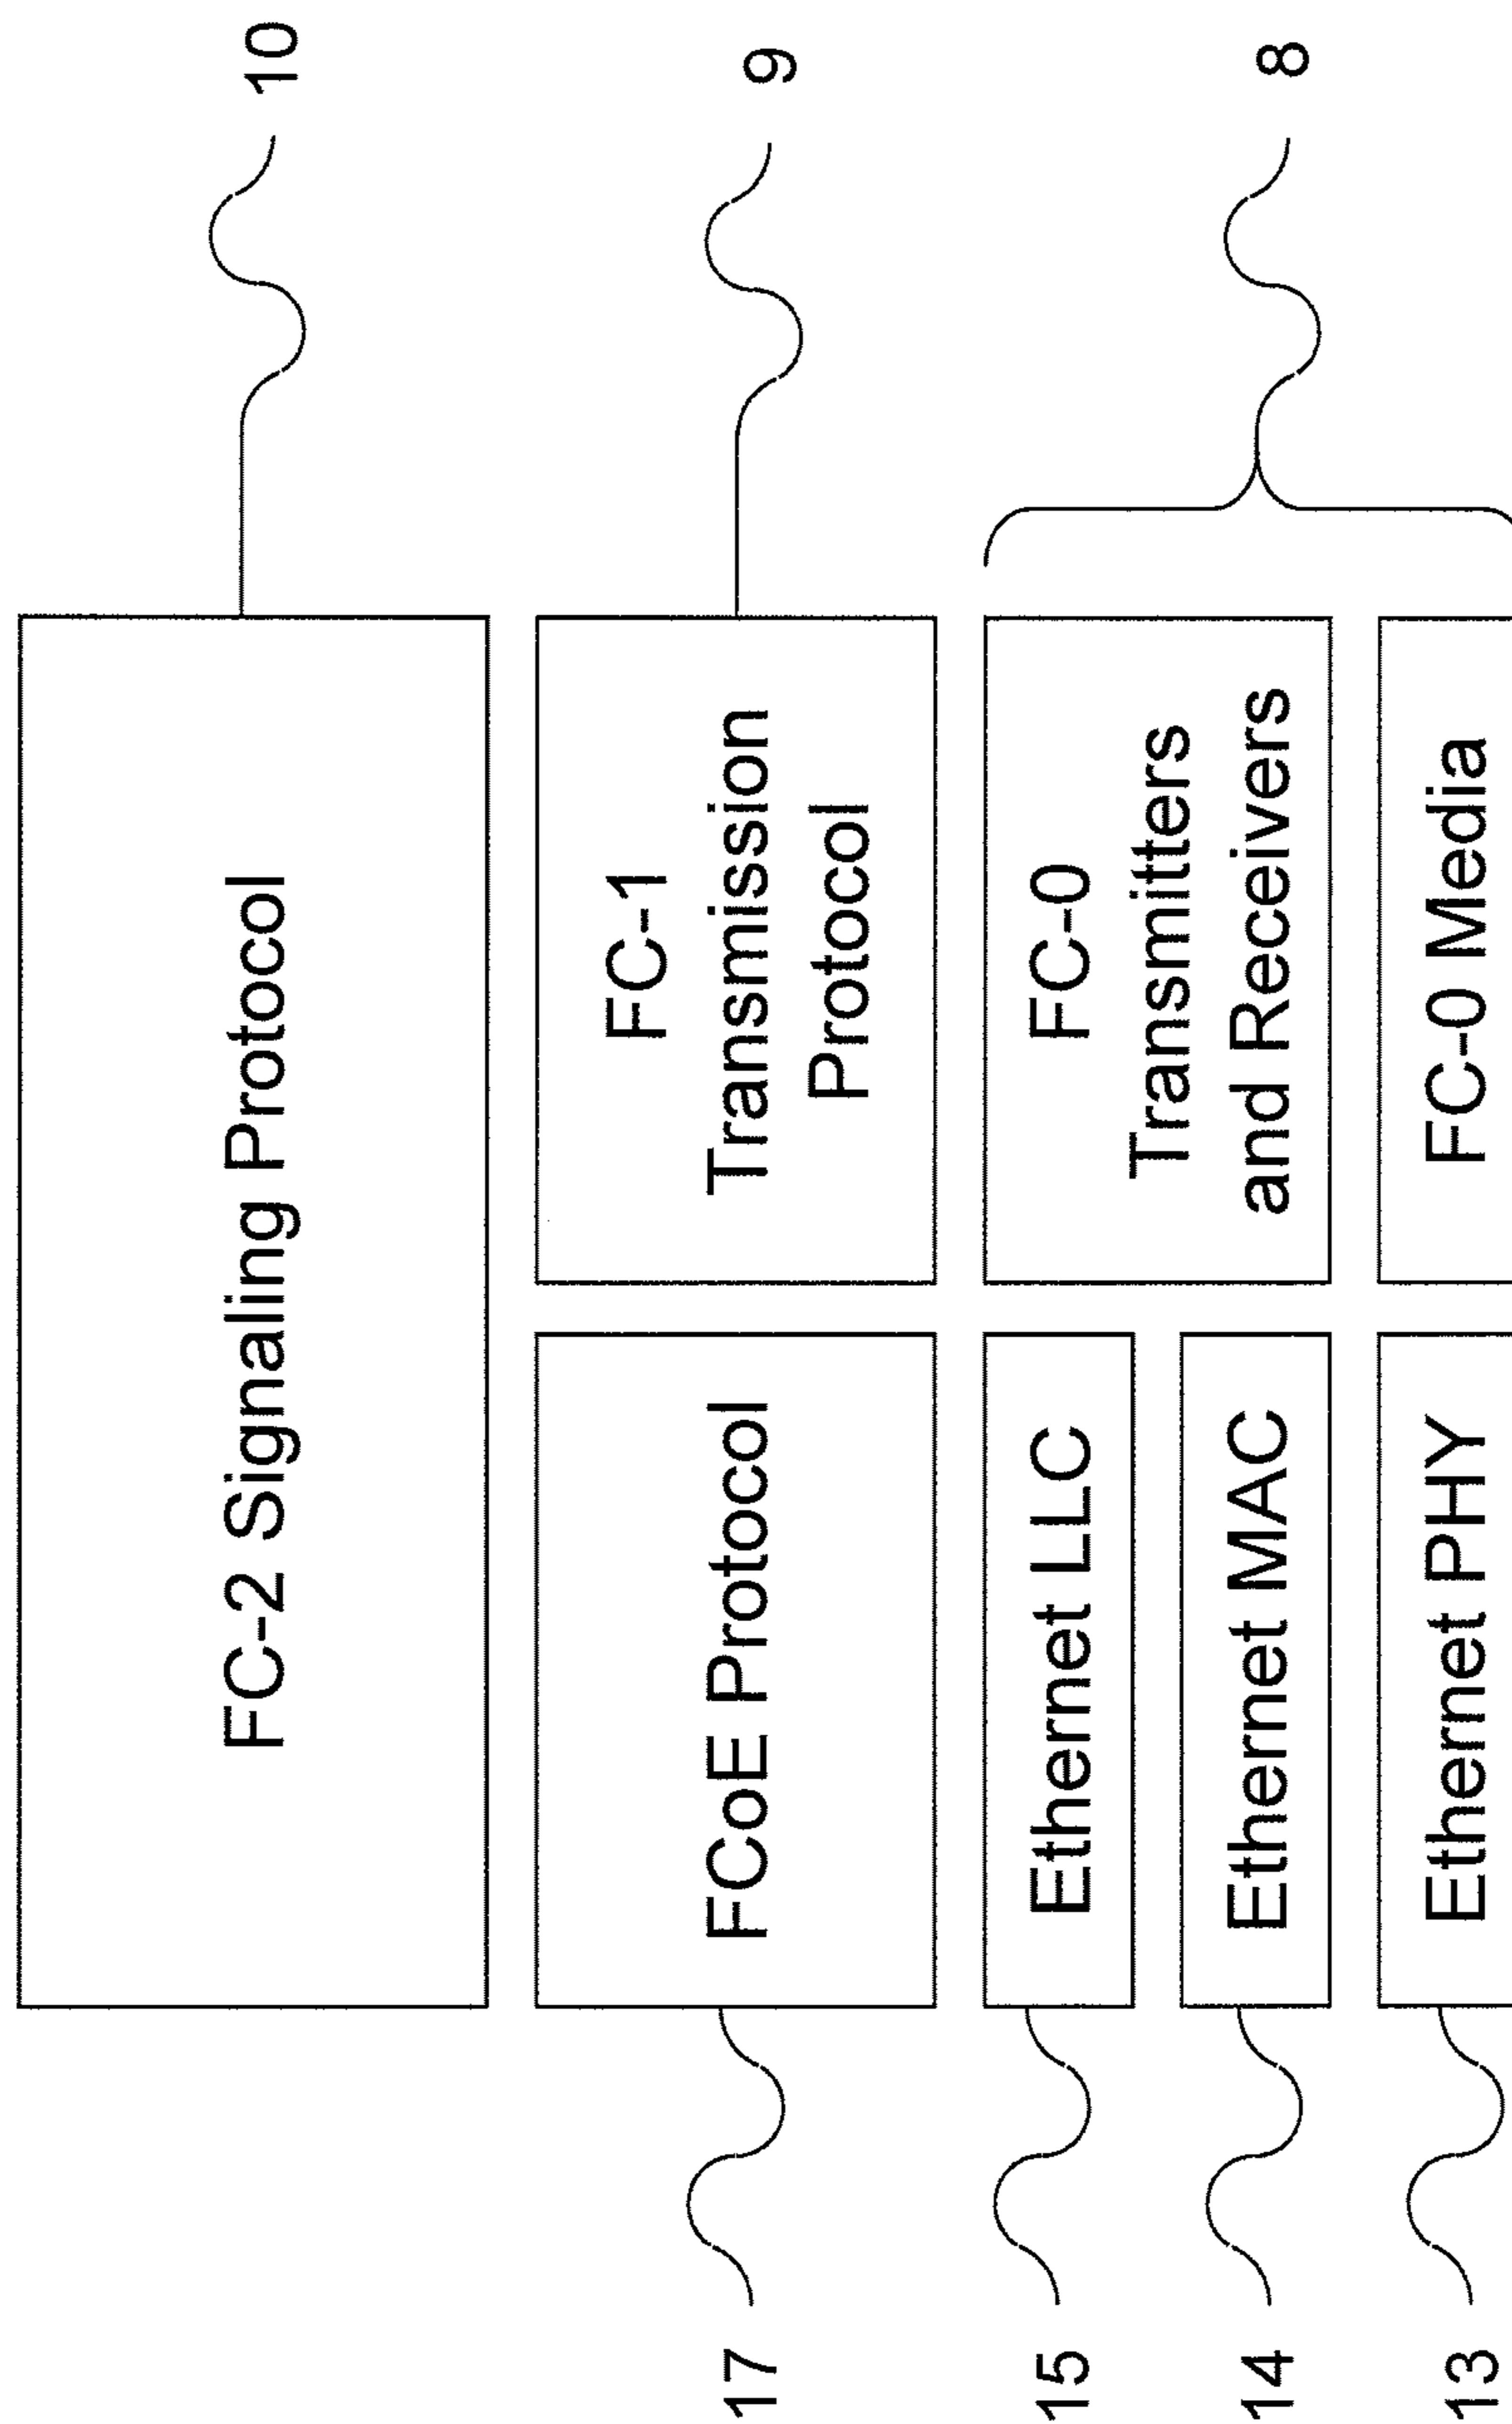 FC-2 Signaling Protocol
10
17
FCoE Protocol
FC-1
Transmission
Protocol
9
15
Ethernet LLC
14
Ethernet MAC
FC-0
Transmitters
and Receivers
8
13
Ethernet PHY
FC-0 Media